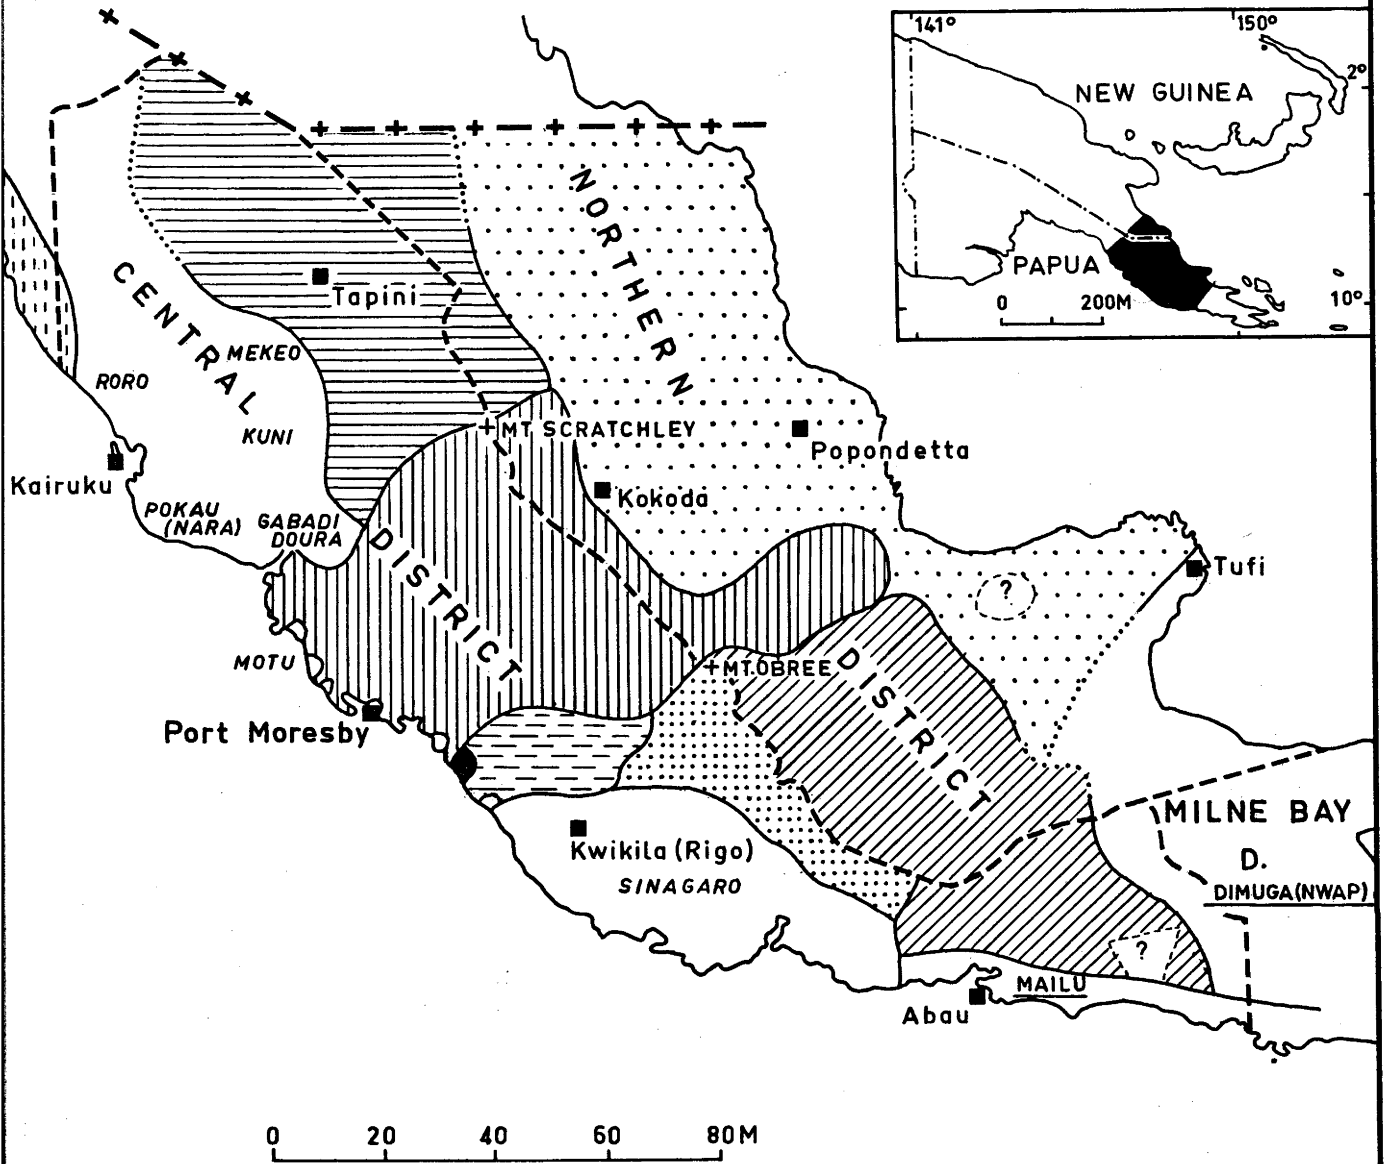 141°
150°
2°
NEW GUINEA
PAPUA
0 200M
10°
NORTHERN
DISTRICT
CENTRAL
DISTRICT
Tapini
MEKEO
RORO
KUNI
MT SCRATCHLEY
Popondetta
Kairuku
Kokoda
POKAU
(NARA)
GABADI
DOURA
?
Tufi
MOTU
MT.OBREE
Port Moresby
MILNE BAY
D.
Kwikila (Rigo)
SINAGARO
DIMUGA(NWAP)
?
MAILU
Abau
0 20 40 60 80M